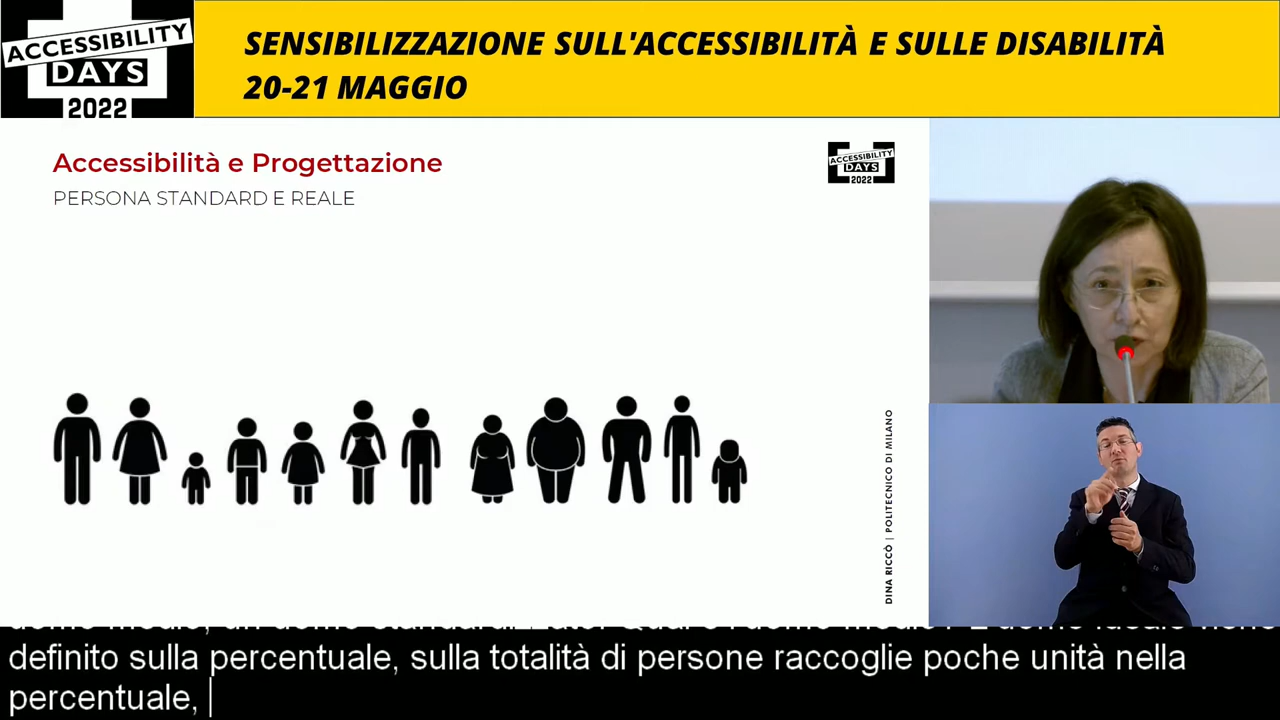 ACCESSIBILITY
DAYS
2022
SENSIBILIZZAZIONE SULL'ACCESSIBILITÀ E SULLE DISABILITÀ
20-21 MAGGIO
Accessibilità e Progettazione
PERSONA STANDARD E REALE
ACCESSIBILITY
DAYS
2022
DINA RICCÒ | POLITECNICO DI MILANO
definito sulla percentuale, sulla totalità di persone raccoglie poche unità nella
percentuale,